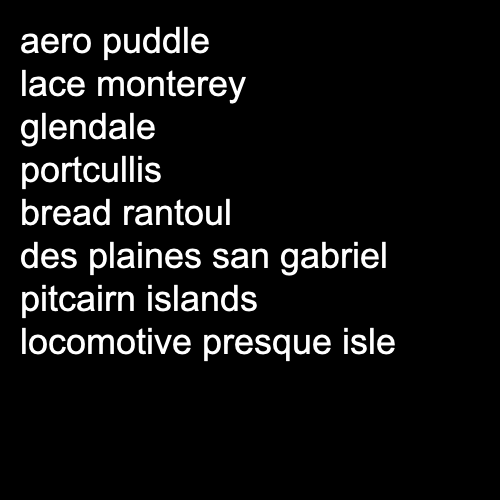 aero puddle
lace monterey
glendale
portcullis
bread rantoul
des plaines san gabriel
pitcairn islands
locomotive presque isle